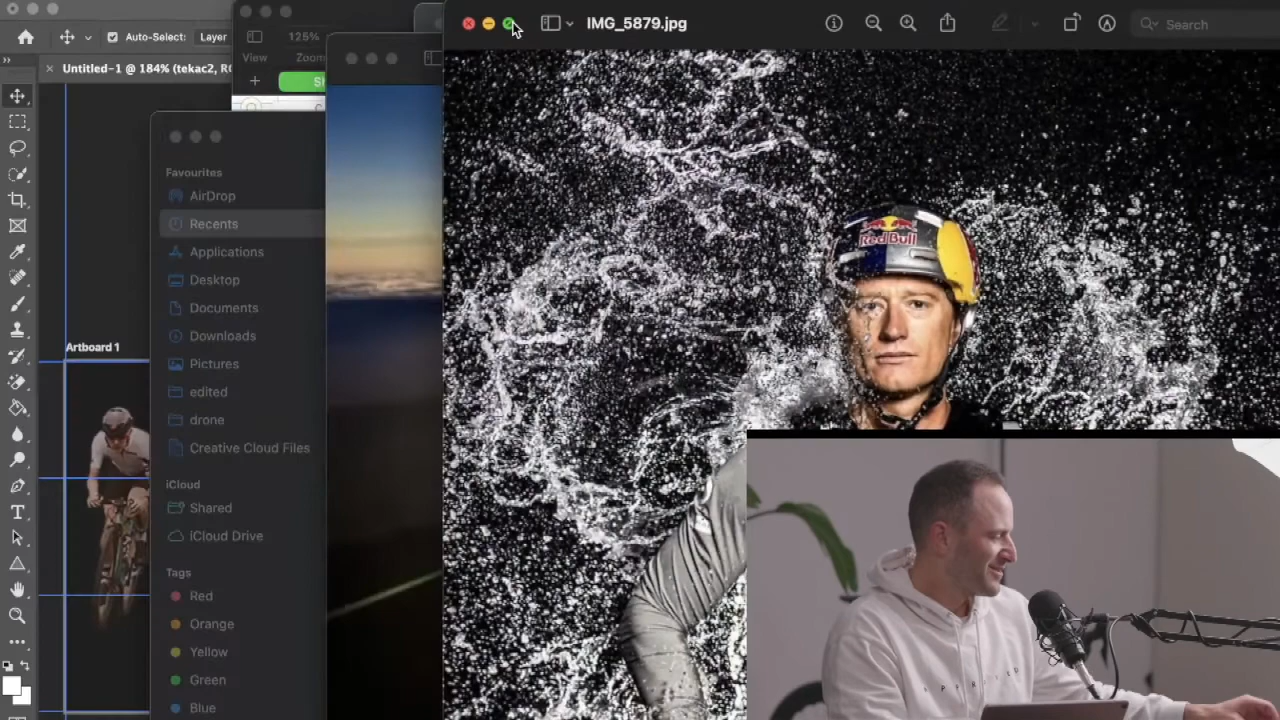 IMG_5879.jpg
Search
125%
View
Zoom
Auto-Select:
Layer
Untitled-1 @ 184% (tekac2, R
Artboard 1
Favourites
AirDrop
Recents
Applications
Desktop
Documents
Downloads
Pictures
edited
drone
Creative Cloud Files
iCloud
Shared
iCloud Drive
Tags
Red
Orange
Yellow
Green
Blue
Red Bull